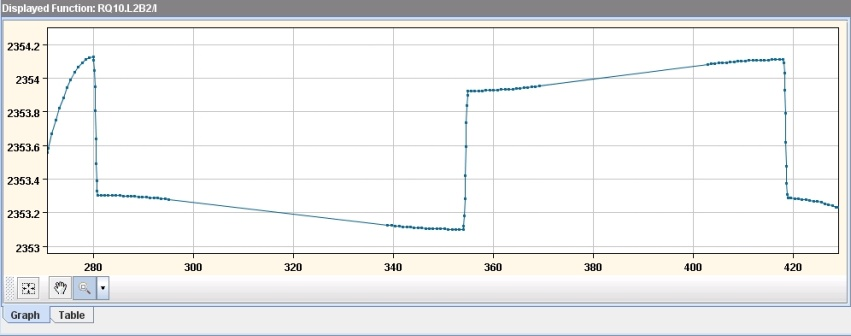 Displayed Function: RQ10.L2B2/I
2354.2
2354
2353.8
2353.6
2353.4
2353.2
2353
280 300 320 340 360 380 400 420
Graph Table